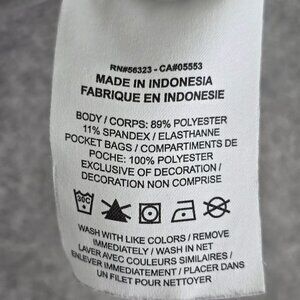 RN#56323 - CA#05553
MADE IN INDONESIA
FABRIQUE EN INDONESIE
BODY / CORPS: 89% POLYESTER
11% SPANDEX / ELASTHANNE
POCKET BAGS / COMPARTIMENTS DE
POCHE: 100% POLYESTER
EXCLUSIVE OF DECORATION /
DECORATION NON COMPRISE
30C
WASH WITH LIKE COLORS / REMOVE
IMMEDIATELY / WASH IN NET
LAVER AVEC COULEURS SIMILAIRES /
ENLEVER IMMEDIATEMENT / PLACER DANS
UN FILET POUR NETTOYER